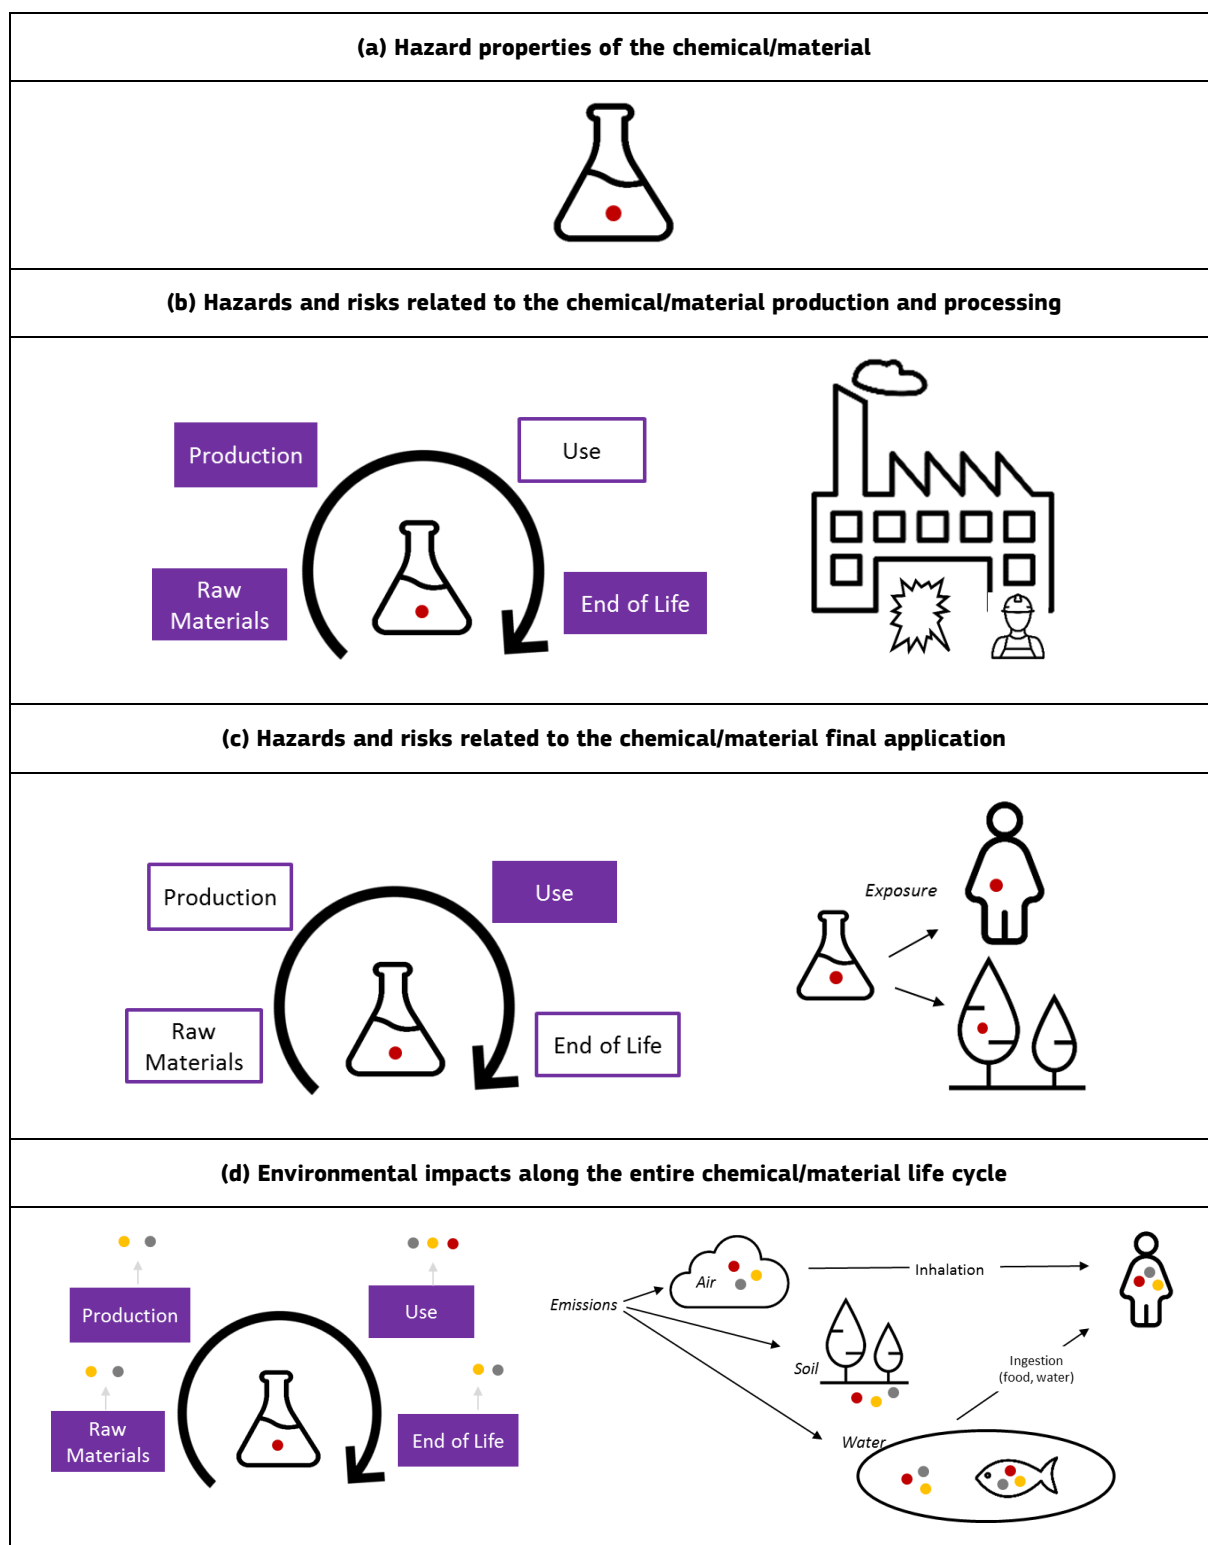 (a) Hazard properties of the chemical/material
(b) Hazards and risks related to the chemical/material production and processing
Production
Use
Raw
Materials
End of Life
(c) Hazards and risks related to the chemical/material final application
Production
Use
Raw
Materials
End of Life
Exposure
(d) Environmental impacts along the entire chemical/material life cycle
Production
Use
Raw
Materials
End of Life
Emissions
Air
Inhalation
Soil
Ingestion
(food, water)
Water